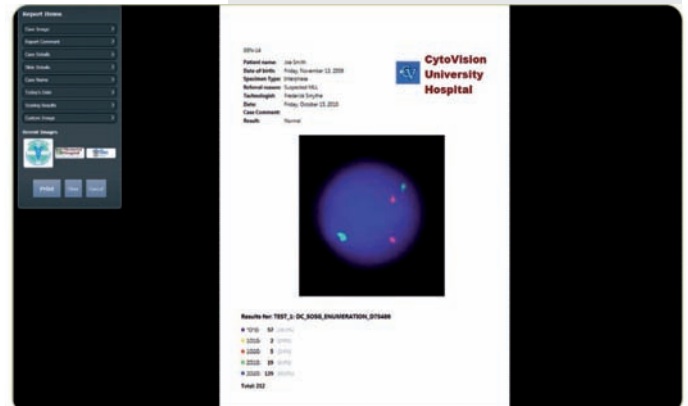 Report Items
Case Image
Report Comment
Case Details
Slide Details
Case Name
Today's Date
Scoring Results
Custom Image
Recent Images
Print
Cancel
Patient name: Joe Smith
Date of birth: Friday, November 13, 2009
Specimen Type: Interphase
Referral reason: Suspected MLL
Technologist: Frederick Smythe
Date: Friday, October 15, 2010
Case Comment:
Result: Normal
CytoVision
University
Hospital
Results for: TEST_1: DC_5050_ENUMERATION_D75486
57
2
5
19
129
Total: 212